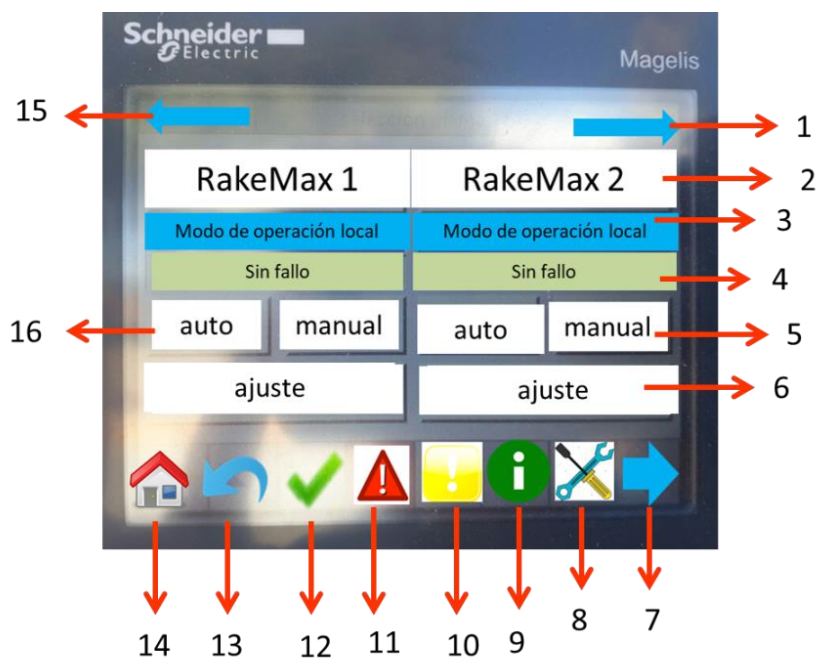 Schneider
Electric
Magelis
15
1
RakeMax 1 RakeMax 2
2
Modo de operación local Modo de operación local
3
Sin fallo Sin fallo
4
16
auto manual auto manual
5
ajuste ajuste
6
14 13 12 11 10 9 8 7